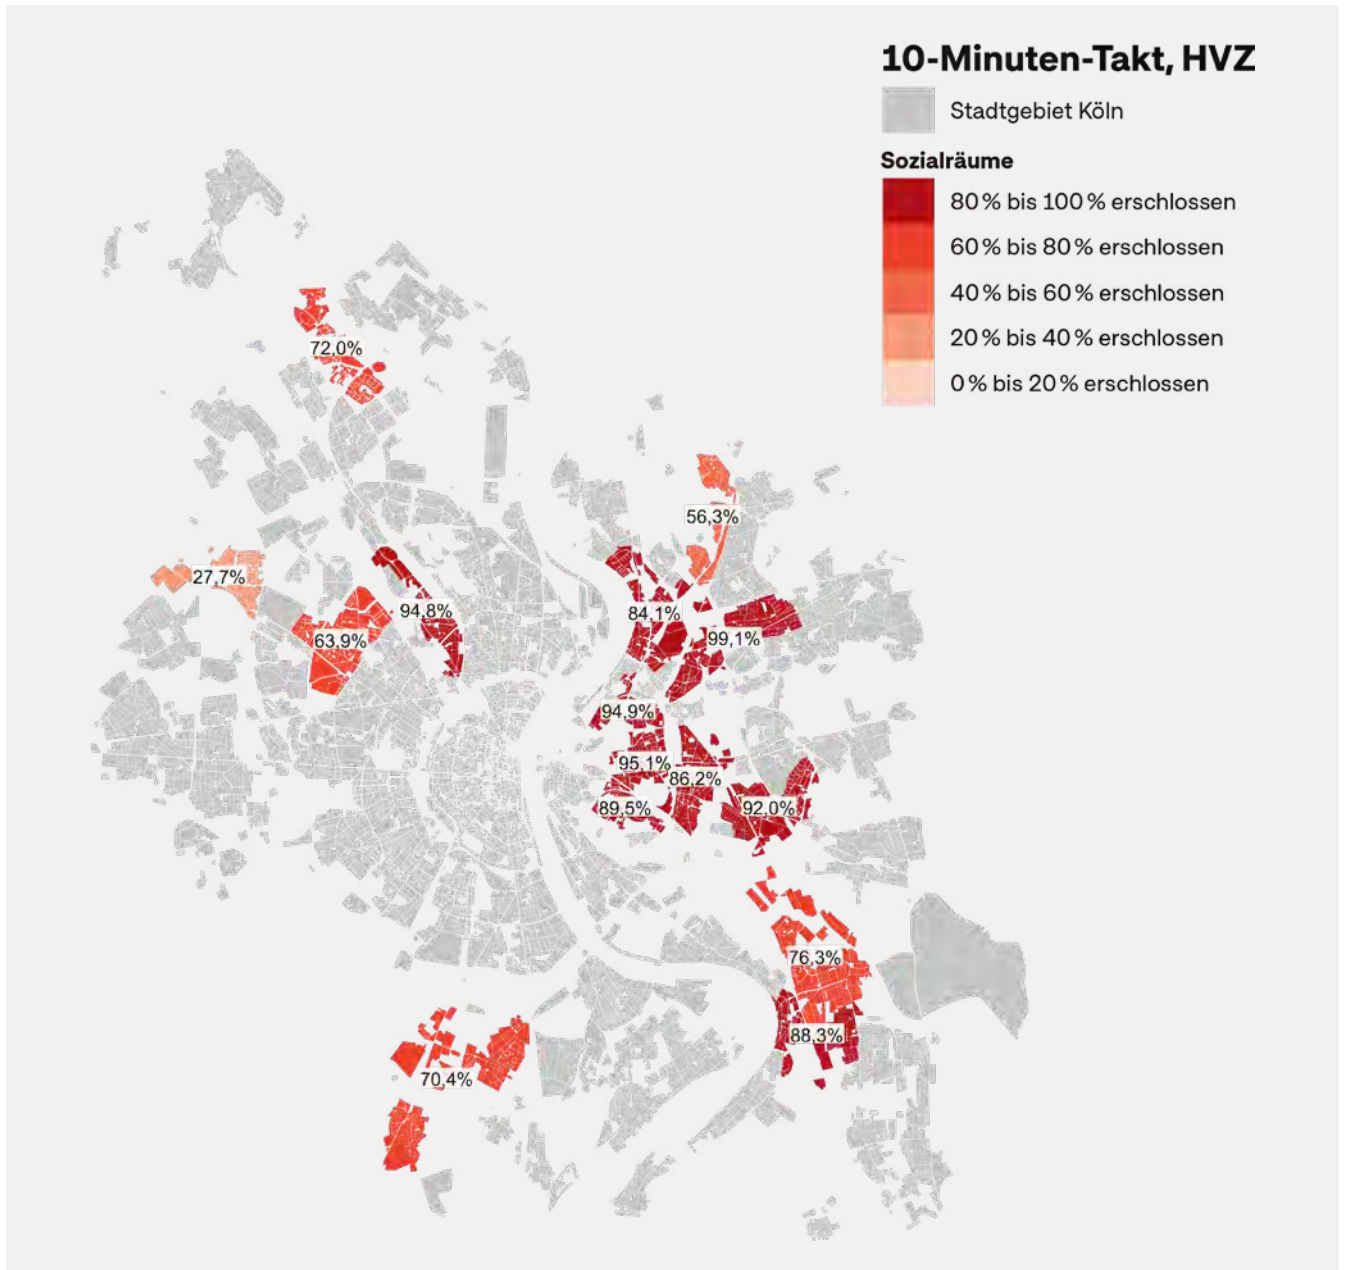 10-Minuten-Takt, HVZ
Stadtgebiet Köln
Sozialräume
80 % bis 100 % erschlossen
60 % bis 80 % erschlossen
40 % bis 60 % erschlossen
20 % bis 40 % erschlossen
0 % bis 20 % erschlossen
72,0%
56,3%
27,7%
94,8%
84,1%
63,9%
99,1%
94,9%
95,1%
86,2%
89,5%
92,0%
76,3%
88,3%
70,4%